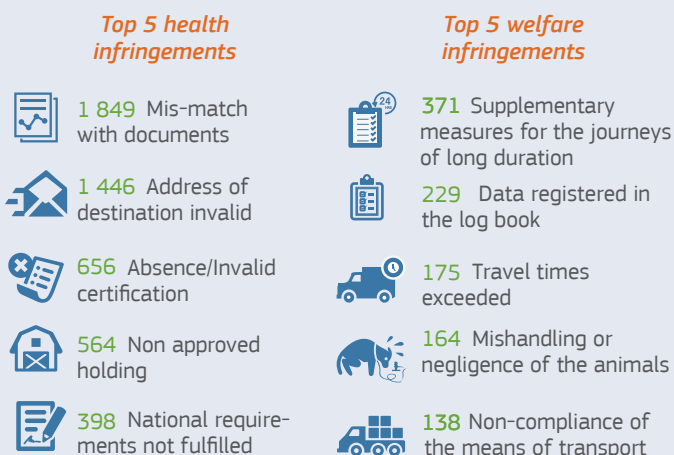 Top 5 health
infringements
1 849 Mis-match
with documents
1 446 Address of
destination invalid
656 Absence/Invalid
certification
564 Non approved
holding
398 National require-
ments not fulfilled
Top 5 welfare
infringements
24
HRS
371 Supplementary
measures for the journeys
of long duration
229 Data registered in
the log book
175 Travel times
exceeded
164 Mishandling or
negligence of the animals
138 Non-compliance of
the means of transport